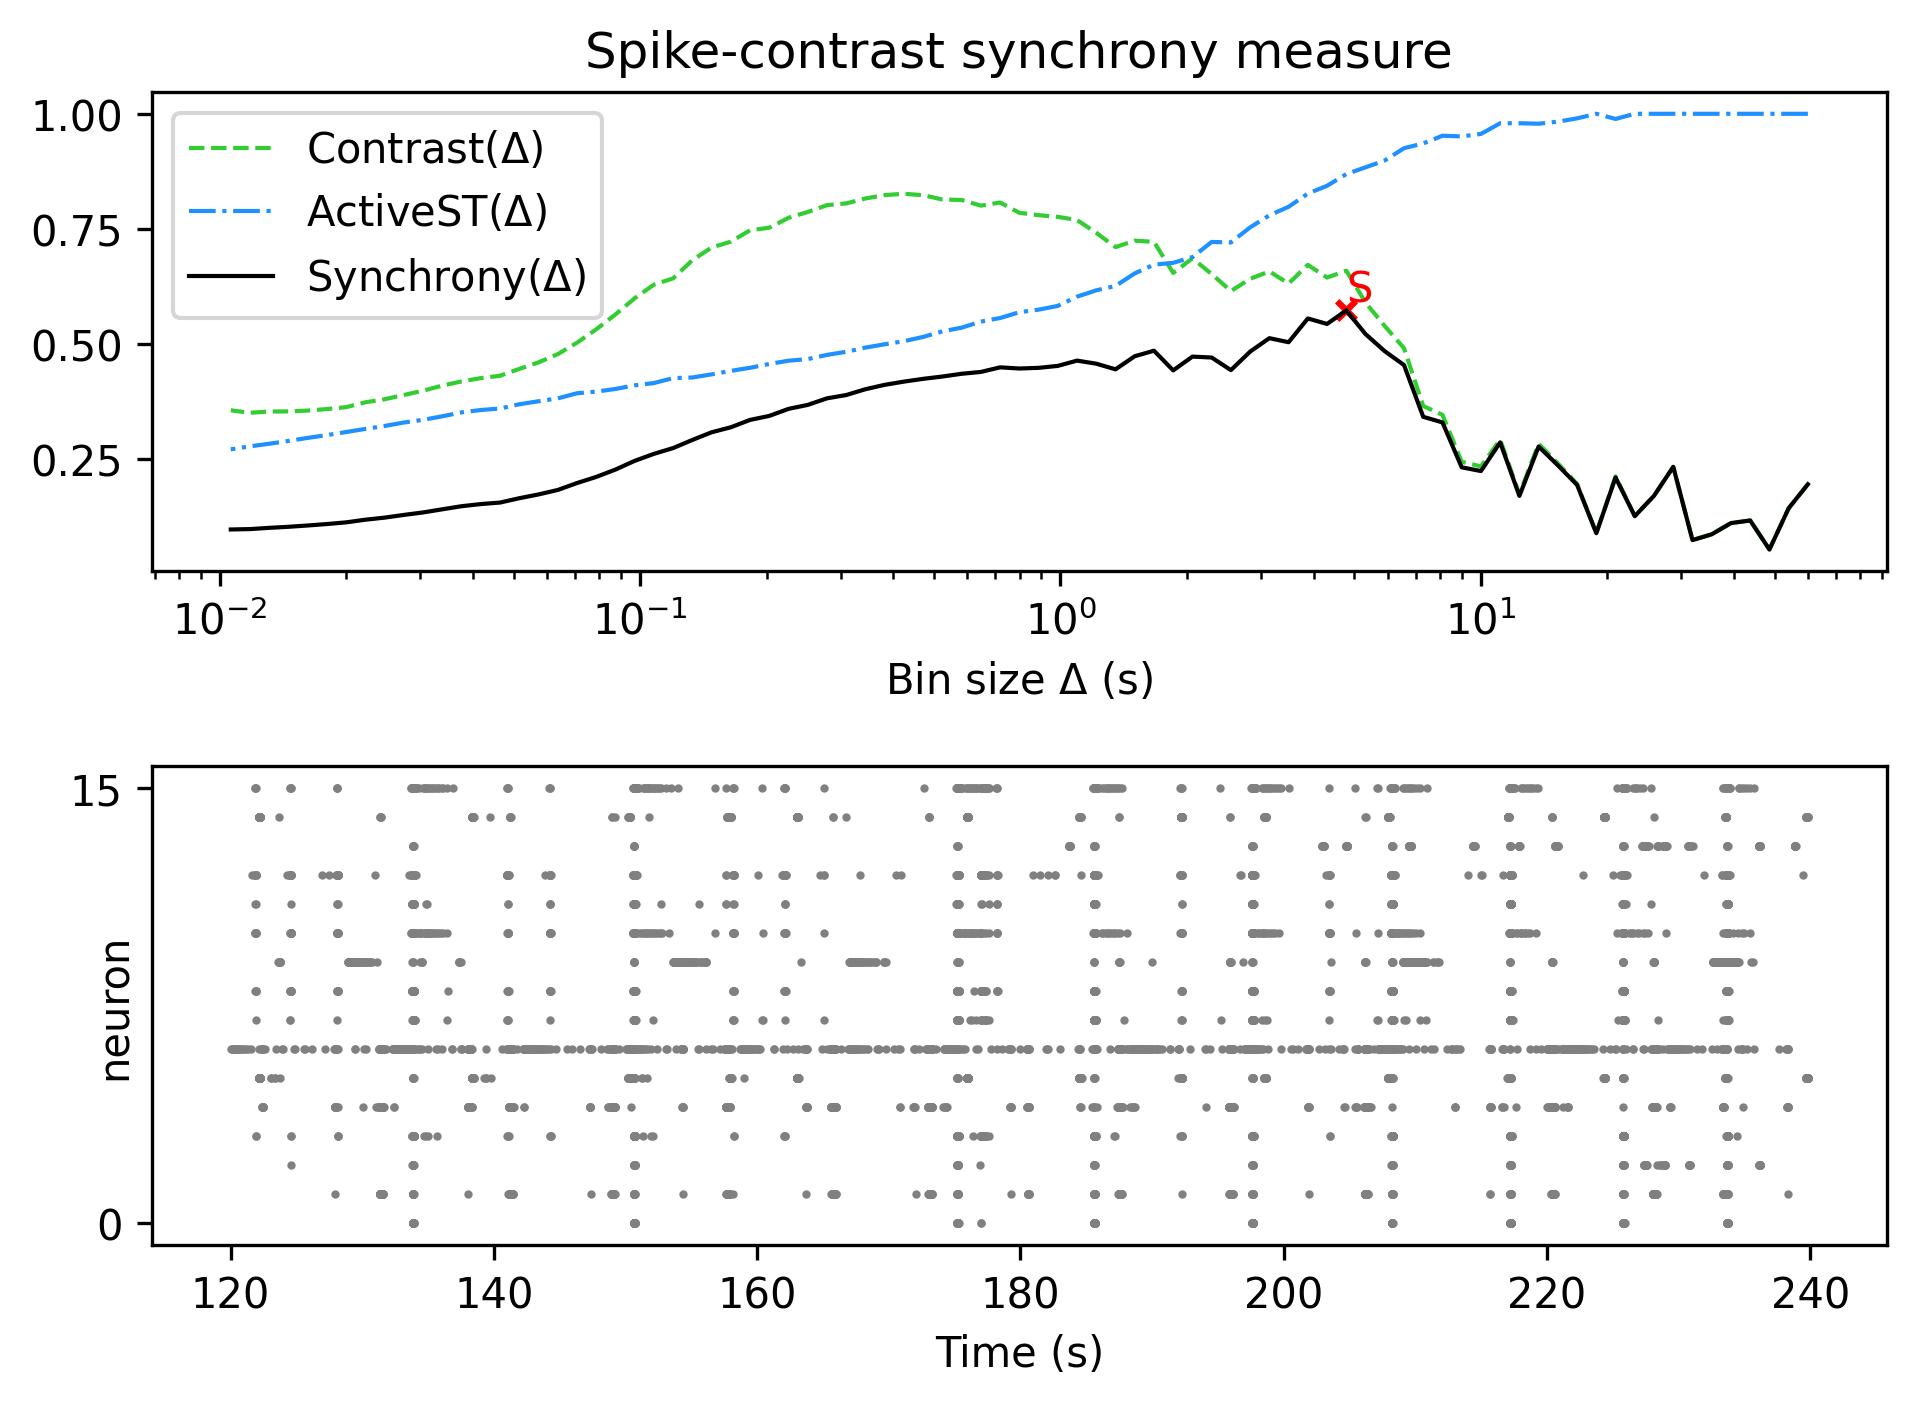 Spike-contrast synchrony measure
1.00
0.75
0.50
0.25
Contrast(Δ)
ActiveST(Δ)
Synchrony(Δ)
S
10⁻² 10⁻¹ 10⁰ 10¹
Bin size Δ (s)
15
0
neuron
120 140 160 180 200 220 240
Time (s)